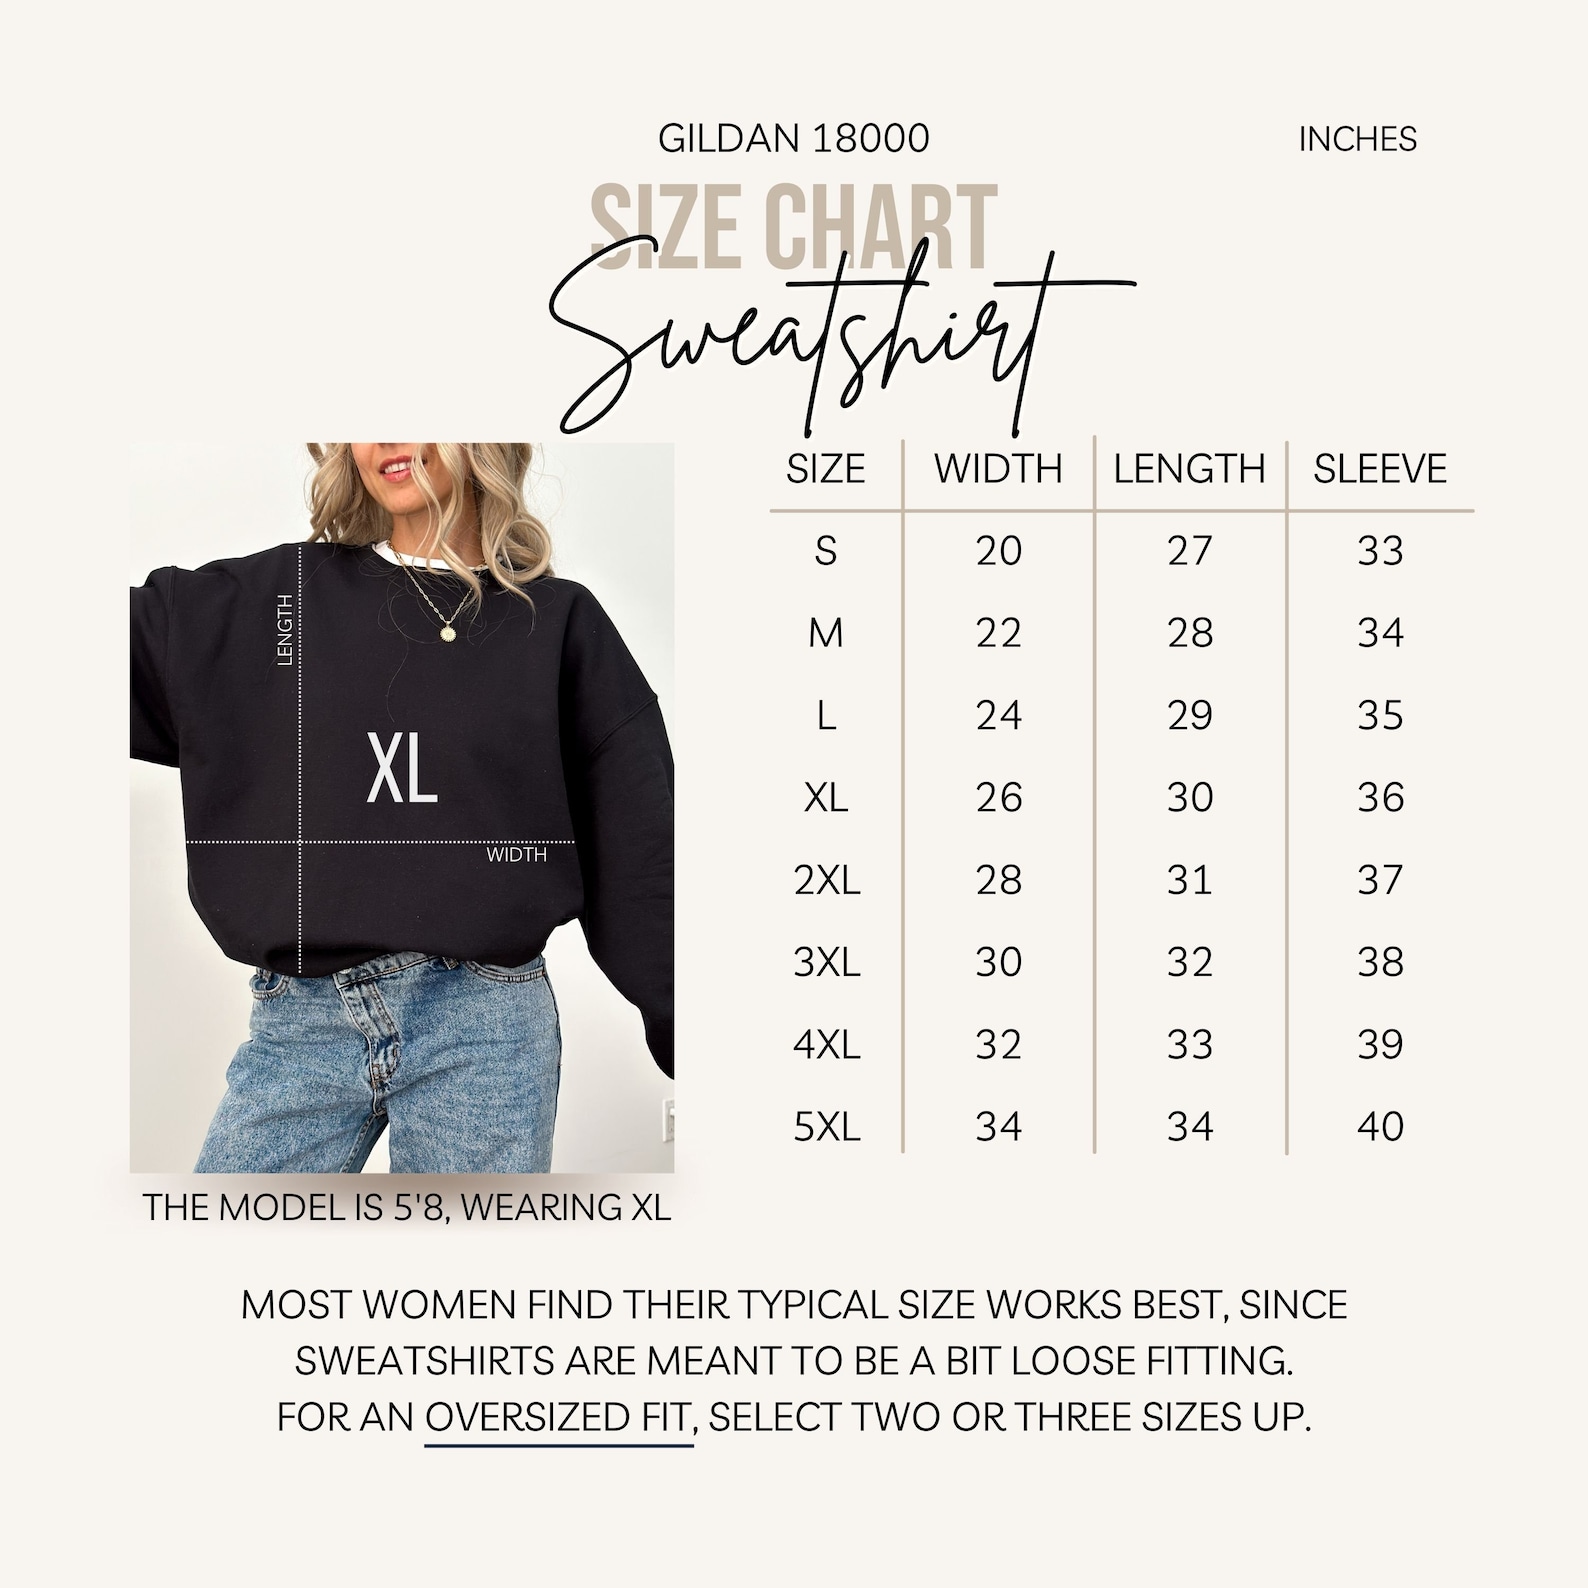 GILDAN 18000
INCHES
SIZE CHART
Sweatshirt
LENGTH
XL
WIDTH
THE MODEL IS 5'8, WEARING XL
SIZE WIDTH LENGTH SLEEVE
S 20 27 33
M 22 28 34
L 24 29 35
XL 26 30 36
2XL 28 31 37
3XL 30 32 38
4XL 32 33 39
5XL 34 34 40
MOST WOMEN FIND THEIR TYPICAL SIZE WORKS BEST, SINCE
SWEATSHIRTS ARE MEANT TO BE A BIT LOOSE FITTING.
FOR AN OVERSIZED FIT, SELECT TWO OR THREE SIZES UP.